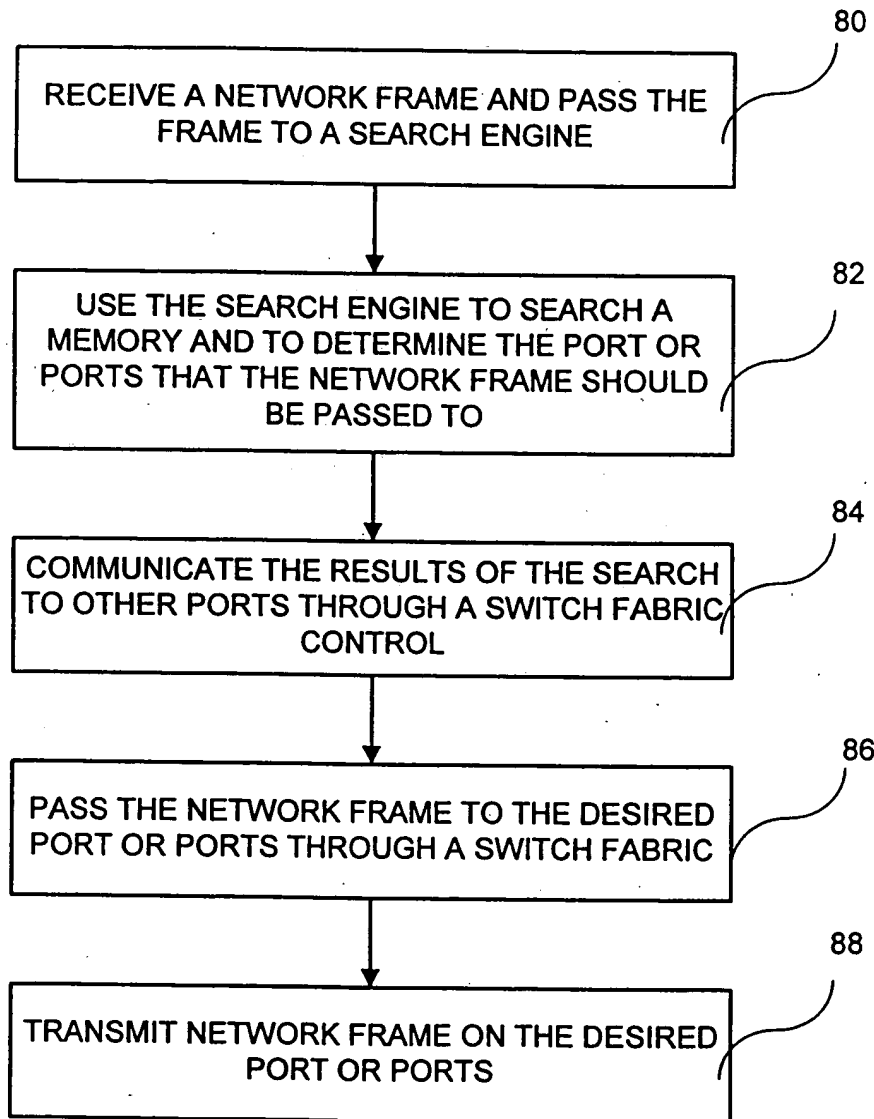 80
RECEIVE A NETWORK FRAME AND PASS THE
FRAME TO A SEARCH ENGINE
82
USE THE SEARCH ENGINE TO SEARCH A
MEMORY AND TO DETERMINE THE PORT OR
PORTS THAT THE NETWORK FRAME SHOULD
BE PASSED TO
84
COMMUNICATE THE RESULTS OF THE SEARCH
TO OTHER PORTS THROUGH A SWITCH FABRIC
CONTROL
86
PASS THE NETWORK FRAME TO THE DESIRED
PORT OR PORTS THROUGH A SWITCH FABRIC
88
TRANSMIT NETWORK FRAME ON THE DESIRED
PORT OR PORTS